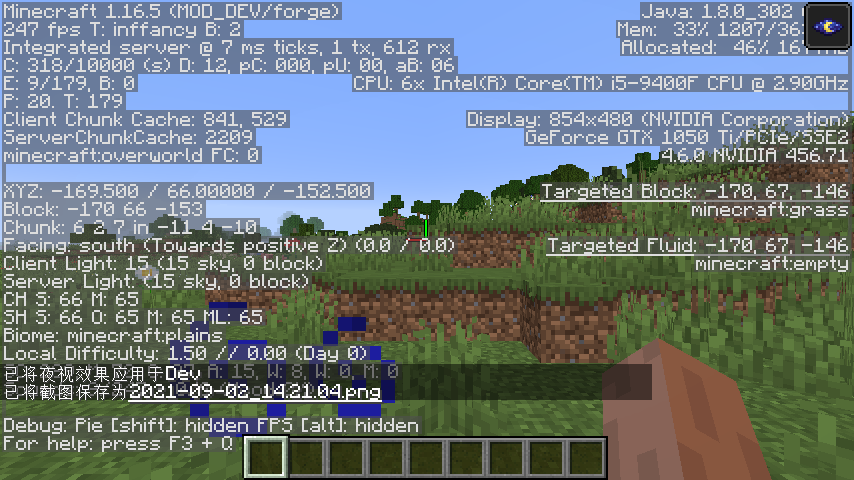 Minecraft 1.16.5 (MOD_DEV/forge)
247 fps T: inffancy B: 2
Integrated server @ 7 ms ticks, 1 tx, 612 rx
C: 318/10000 (s) D: 12, pC: 000, pU: 00, aB: 06
E: 9/179, B: 0
P: 20. T: 179
Client Chunk Cache: 841, 529
ServerChunkCache: 2209
minecraft:overworld FC: 0
XYZ: -169.500 / 66.00000 / -152.500
Block: -170 66 -153
Chunk: 6 2 7 in -11 4 -10
Facing: south (Towards positive Z) (0.0 / 0.0)
Client Light: 15 (15 sky, 0 block)
Server Light: (15 sky, 0 block)
CH S: 66 M: 65
SH S: 66 O: 65 M: 65 ML: 65
Biome: minecraft:plains
Local Difficulty: 1.50 // 0.00 (Day 0)
已将夜视效果应用于Dev A: 15, W: 8, W: 0, M: 0
已将截图保存为2021-09-02_14.21.04.png
Debug: Pie [shift]: hidden FPS [alt]: hidden
For help: press F3 + Q
Java: 1.8.0_302
Mem: 33% 1207/36
Allocated: 46% 16
CPU: 6x Intel(R) Core(TM) i5-9400F CPU @ 2.90GHz
Display: 854x480 (NVIDIA Corporation)
GeForce GTX 1050 Ti/PCIe/SSE2
4.6.0 NVIDIA 456.71
Targeted Block: -170, 67, -146
minecraft:grass
Targeted Fluid: -170, 67, -146
minecraft:empty